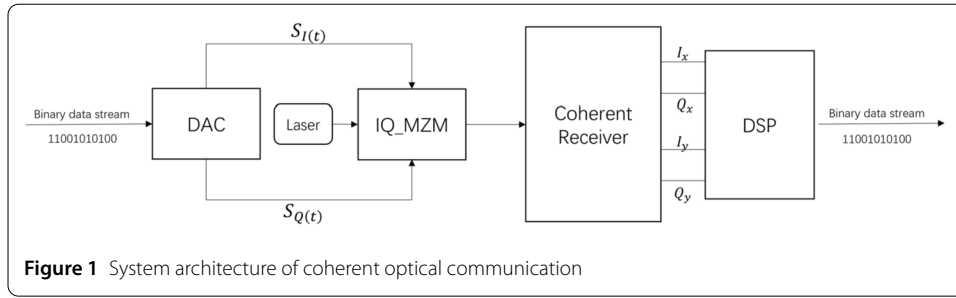 S_I(t)
Binary data stream
11001010100
DAC
Laser
IQ_MZM
S_Q(t)
Coherent
Receiver
I_x
Q_x
I_y
Q_y
DSP
Binary data stream
11001010100
Figure 1 System architecture of coherent optical communication